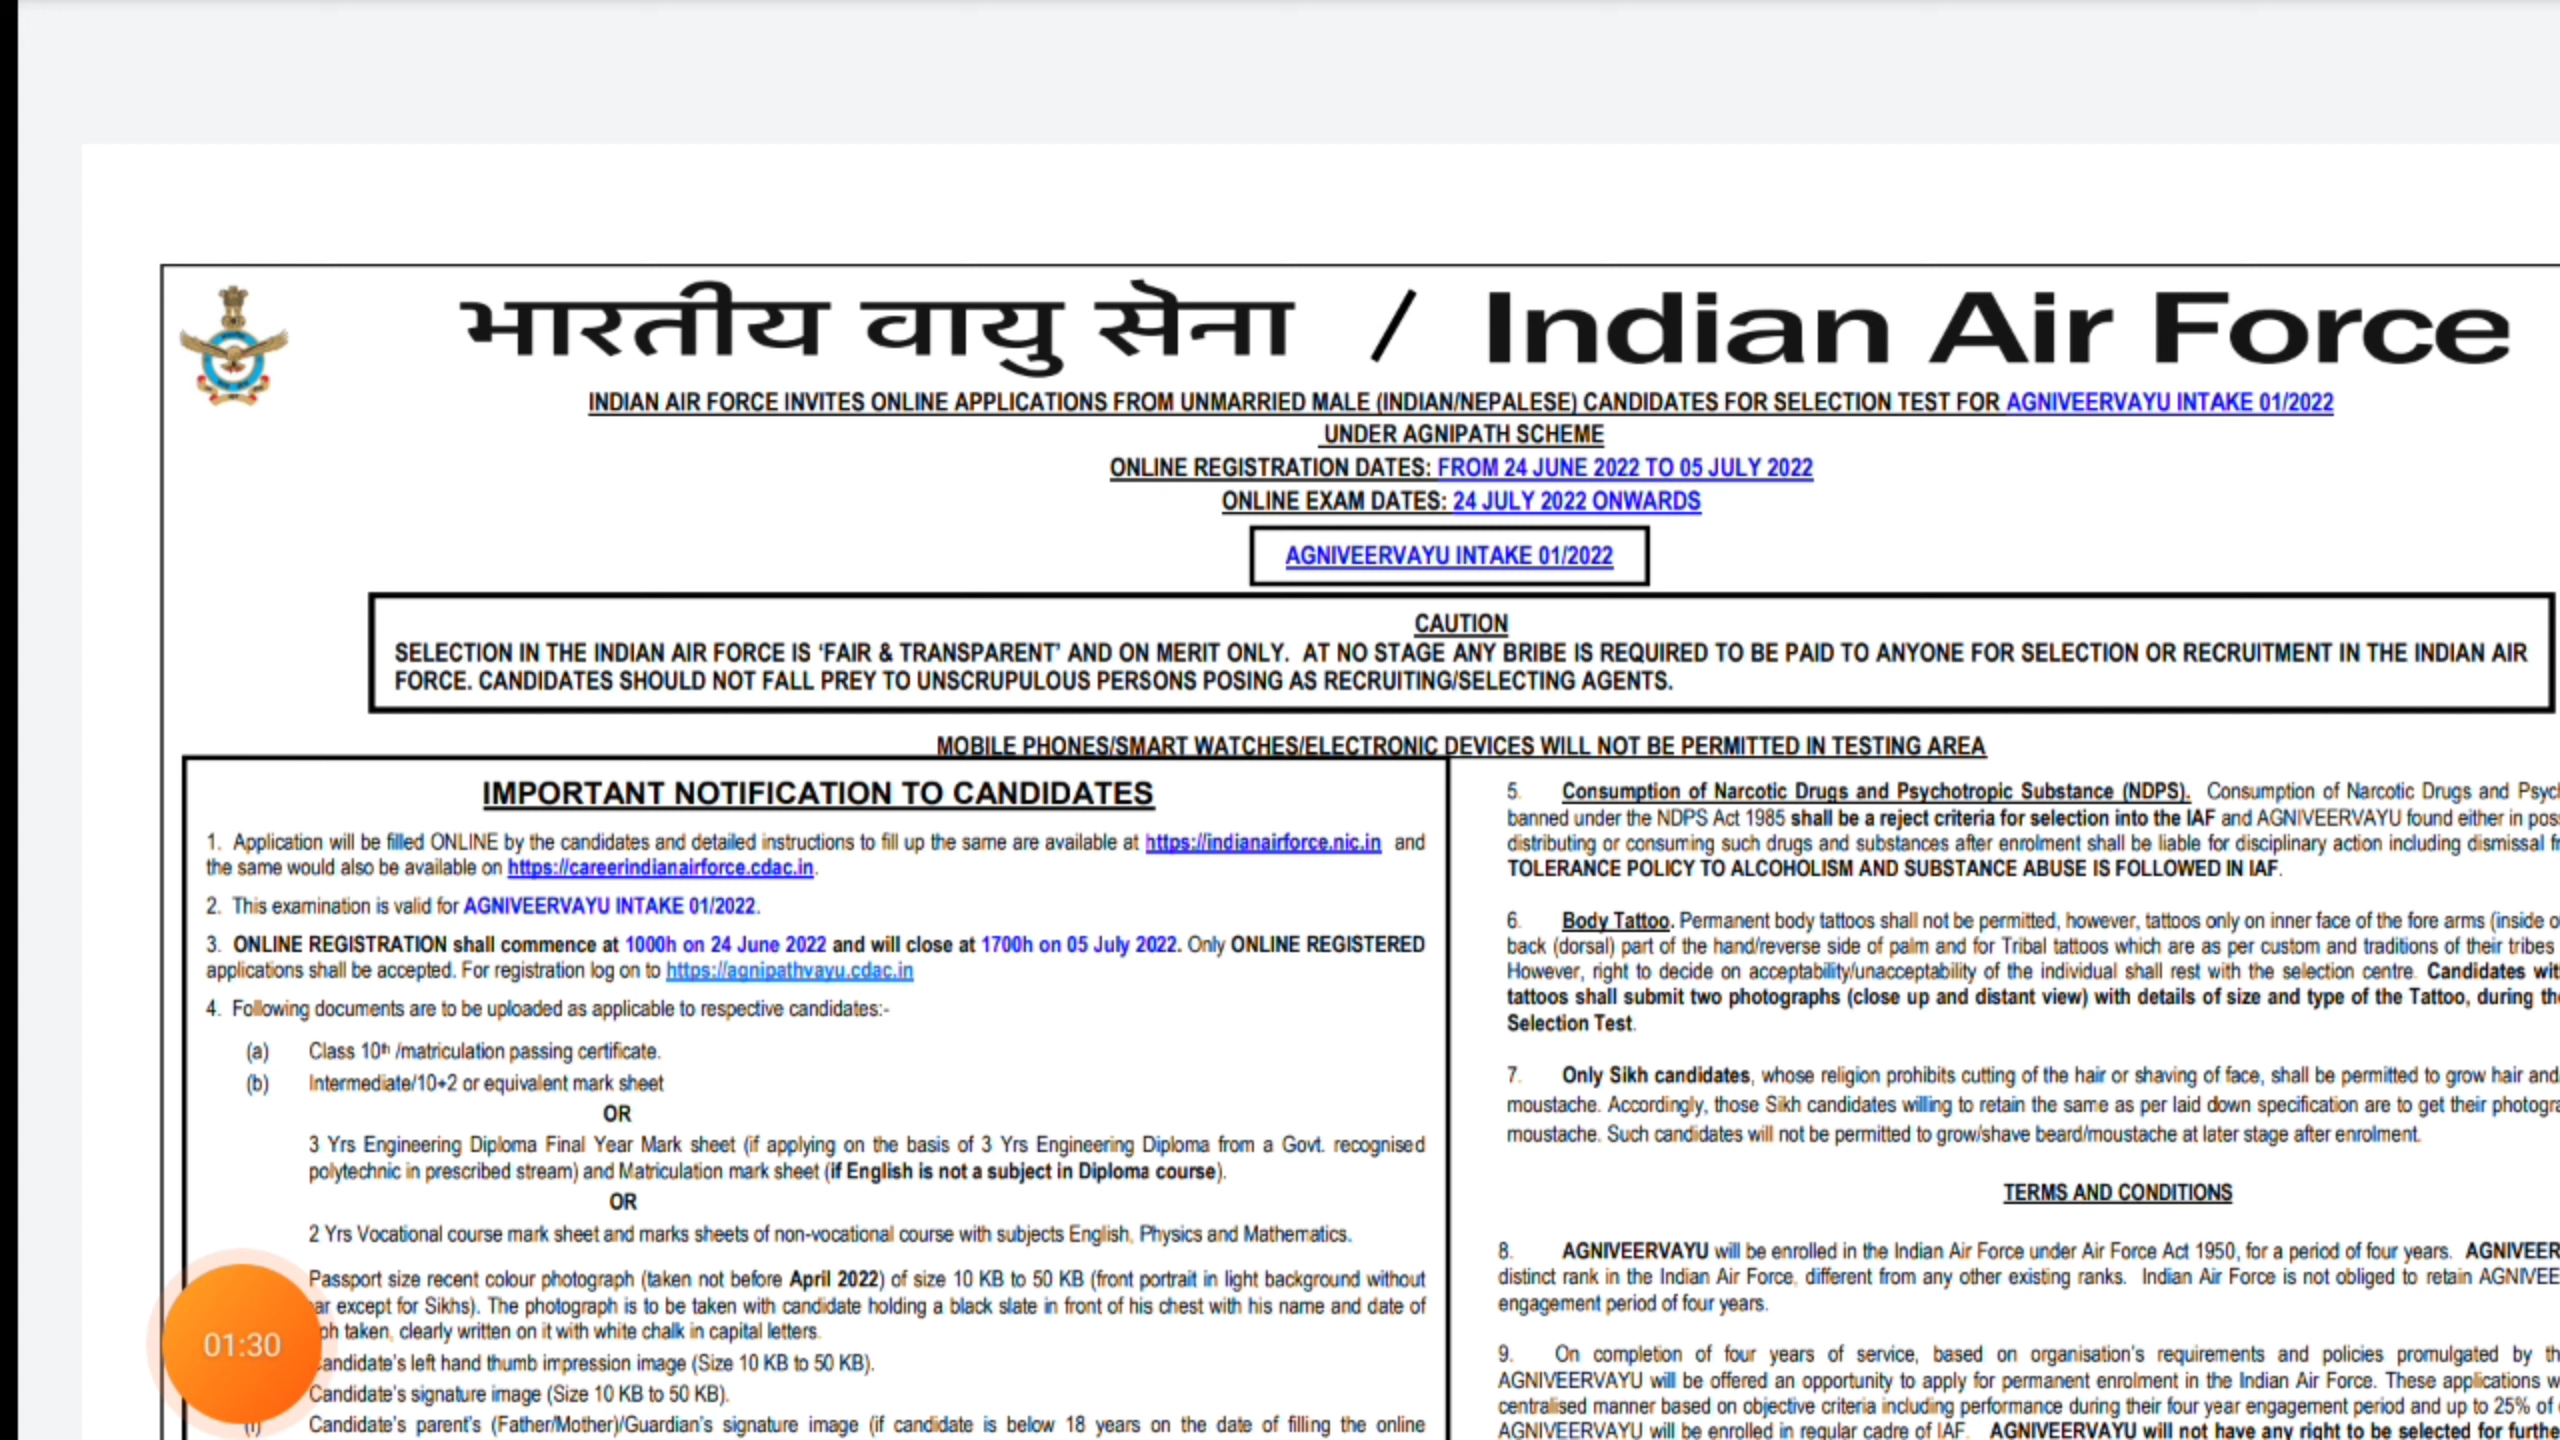 भारतीय वायु सेना / Indian Air Force
INDIAN AIR FORCE INVITES ONLINE APPLICATIONS FROM UNMARRIED MALE (INDIAN/NEPALESE) CANDIDATES FOR SELECTION TEST FOR AGNIVEERVAYU INTAKE 01/2022
UNDER AGNIPATH SCHEME
ONLINE REGISTRATION DATES: FROM 24 JUNE 2022 TO 05 JULY 2022
ONLINE EXAM DATES: 24 JULY 2022 ONWARDS
AGNIVEERVAYU INTAKE 01/2022
CAUTION
SELECTION IN THE INDIAN AIR FORCE IS ‘FAIR & TRANSPARENT’ AND ON MERIT ONLY. AT NO STAGE ANY BRIBE IS REQUIRED TO BE PAID TO ANYONE FOR SELECTION OR RECRUITMENT IN THE INDIAN AIR
FORCE. CANDIDATES SHOULD NOT FALL PREY TO UNSCRUPULOUS PERSONS POSING AS RECRUITING/SELECTING AGENTS.
MOBILE PHONES/SMART WATCHES/ELECTRONIC DEVICES WILL NOT BE PERMITTED IN TESTING AREA
IMPORTANT NOTIFICATION TO CANDIDATES
1. Application will be filled ONLINE by the candidates and detailed instructions to fill up the same are available at https://indianairforce.nic.in and
the same would also be available on https://careerindianairforce.cdac.in.
2. This examination is valid for AGNIVEERVAYU INTAKE 01/2022.
3. ONLINE REGISTRATION shall commence at 1000h on 24 June 2022 and will close at 1700h on 05 July 2022. Only ONLINE REGISTERED
applications shall be accepted. For registration log on to https://agnipathvayu.cdac.in
4. Following documents are to be uploaded as applicable to respective candidates:-
(a) Class 10th /matriculation passing certificate.
(b) Intermediate/10+2 or equivalent mark sheet
OR
3 Yrs Engineering Diploma Final Year Mark sheet (if applying on the basis of 3 Yrs Engineering Diploma from a Govt. recognised
polytechnic in prescribed stream) and Matriculation mark sheet (if English is not a subject in Diploma course).
OR
2 Yrs Vocational course mark sheet and marks sheets of non-vocational course with subjects English, Physics and Mathematics.
Passport size recent colour photograph (taken not before April 2022) of size 10 KB to 50 KB (front portrait in light background without
except for Sikhs). The photograph is to be taken with candidate holding a black slate in front of his chest with his name and date of
taken, clearly written on it with white chalk in capital letters.
andidate’s left hand thumb impression image (Size 10 KB to 50 KB).
Candidate’s signature image (Size 10 KB to 50 KB).
Candidate’s parent’s (Father/Mother)/Guardian’s signature image (if candidate is below 18 years on the date of filling the online
01:30
5. Consumption of Narcotic Drugs and Psychotropic Substance (NDPS). Consumption of Narcotic Drugs and Psyc
banned under the NDPS Act 1985 shall be a reject criteria for selection into the IAF and AGNIVEERVAYU found either in pos
distributing or consuming such drugs and substances after enrolment shall be liable for disciplinary action including dismissal f
TOLERANCE POLICY TO ALCOHOLISM AND SUBSTANCE ABUSE IS FOLLOWED IN IAF.
6. Body Tattoo. Permanent body tattoos shall not be permitted, however, tattoos only on inner face of the fore arms (inside o
back (dorsal) part of the hand/reverse side of palm and for Tribal tattoos which are as per custom and traditions of their tribes
However, right to decide on acceptability/unacceptability of the individual shall rest with the selection centre. Candidates wit
tattoos shall submit two photographs (close up and distant view) with details of size and type of the Tattoo, during th
Selection Test.
7. Only Sikh candidates, whose religion prohibits cutting of the hair or shaving of face, shall be permitted to grow hair and
moustache. Accordingly, those Sikh candidates willing to retain the same as per laid down specification are to get their photogra
moustache. Such candidates will not be permitted to grow/shave beard/moustache at later stage after enrolment.
TERMS AND CONDITIONS
8. AGNIVEERVAYU will be enrolled in the Indian Air Force under Air Force Act 1950, for a period of four years. AGNIVEER
distinct rank in the Indian Air Force, different from any other existing ranks. Indian Air Force is not obliged to retain AGNIVEE
engagement period of four years.
9. On completion of four years of service, based on organisation’s requirements and policies promulgated by th
AGNIVEERVAYU will be offered an opportunity to apply for permanent enrolment in the Indian Air Force. These applications w
centralised manner based on objective criteria including performance during their four year engagement period and up to 25% of
AGNIVEERVAYU will be enrolled in regular cadre of IAF. AGNIVEERVAYU will not have any right to be selected for furthe